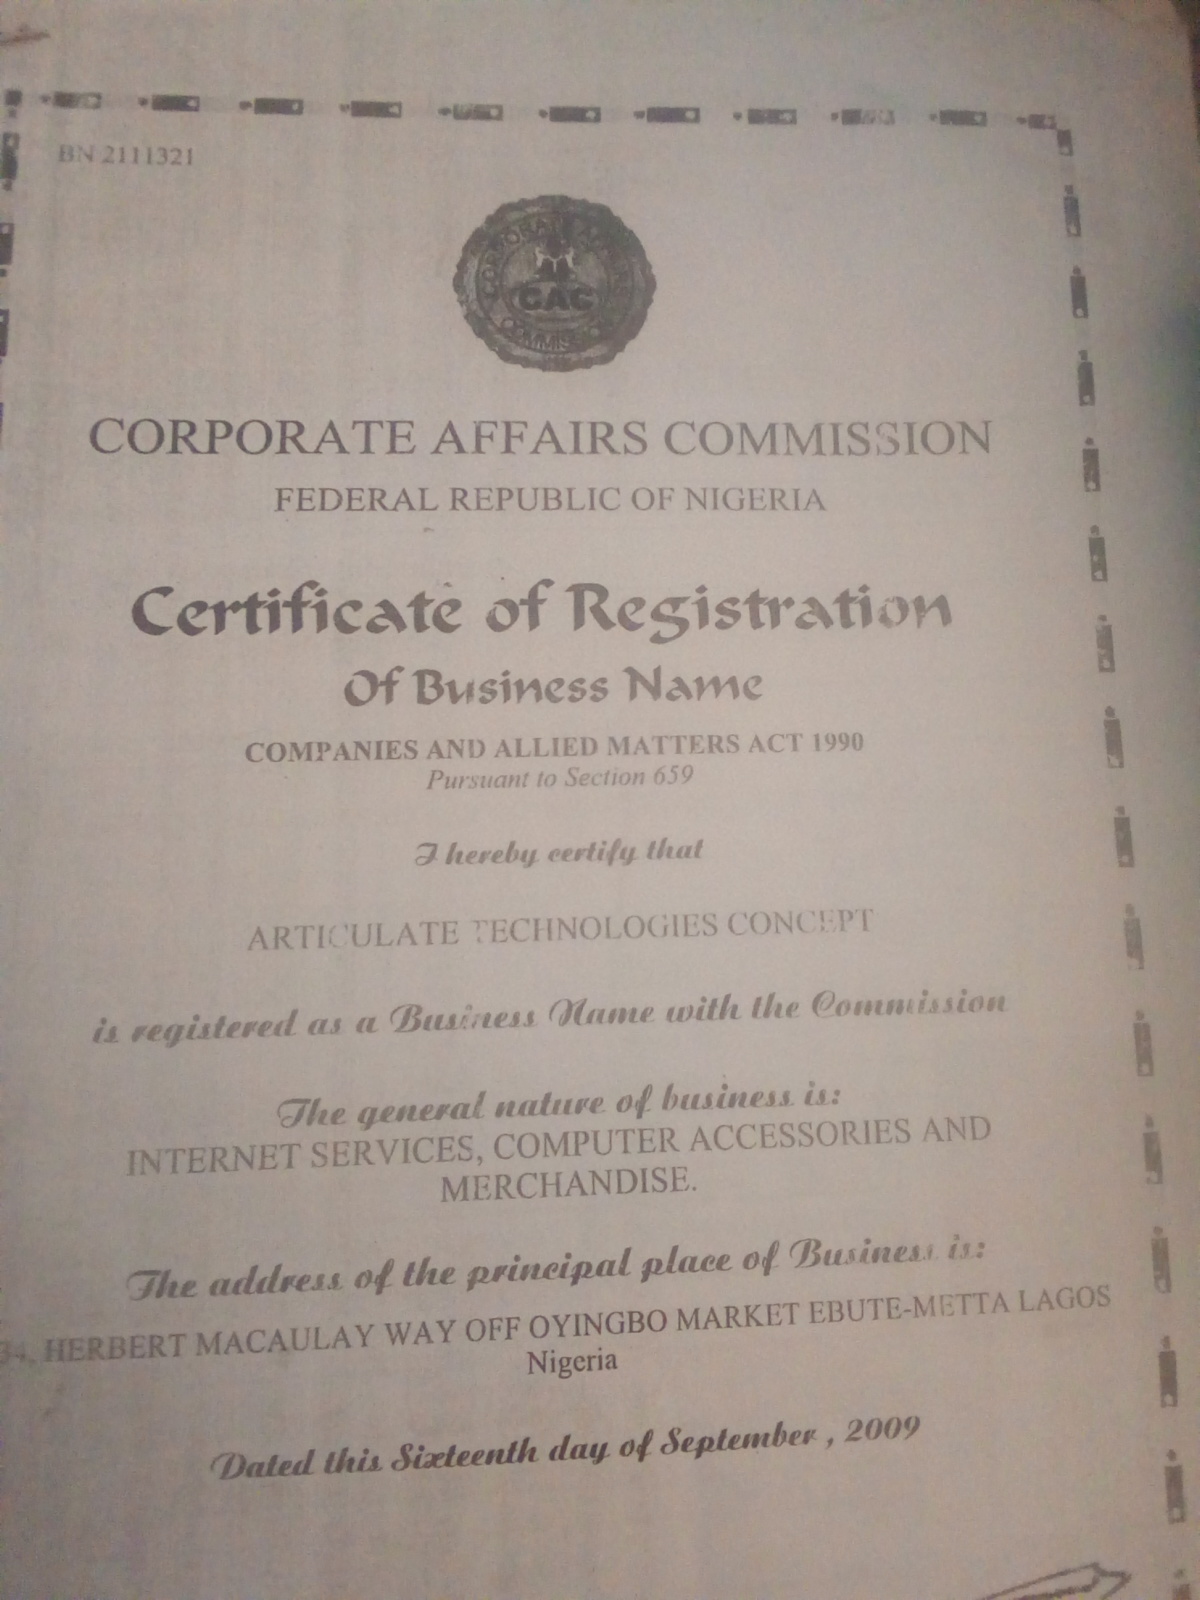 BN 2111321
CORPORATE AFFAIRS
CAC
COMMISSION
CORPORATE AFFAIRS COMMISSION
FEDERAL REPUBLIC OF NIGERIA
Certificate of Registration
Of Business Name
COMPANIES AND ALLIED MATTERS ACT 1990
Pursuant to Section 659
I hereby certify that
ARTICULATE TECHNOLOGIES CONCEPT
is registered as a Business Name with the Commission
The general nature of business is:
INTERNET SERVICES, COMPUTER ACCESSORIES AND
MERCHANDISE.
The address of the principal place of Business is:
34, HERBERT MACAULAY WAY OFF OYINGBO MARKET EBUTE-METTA LAGOS
Nigeria
Dated this Sixteenth day of September , 2009